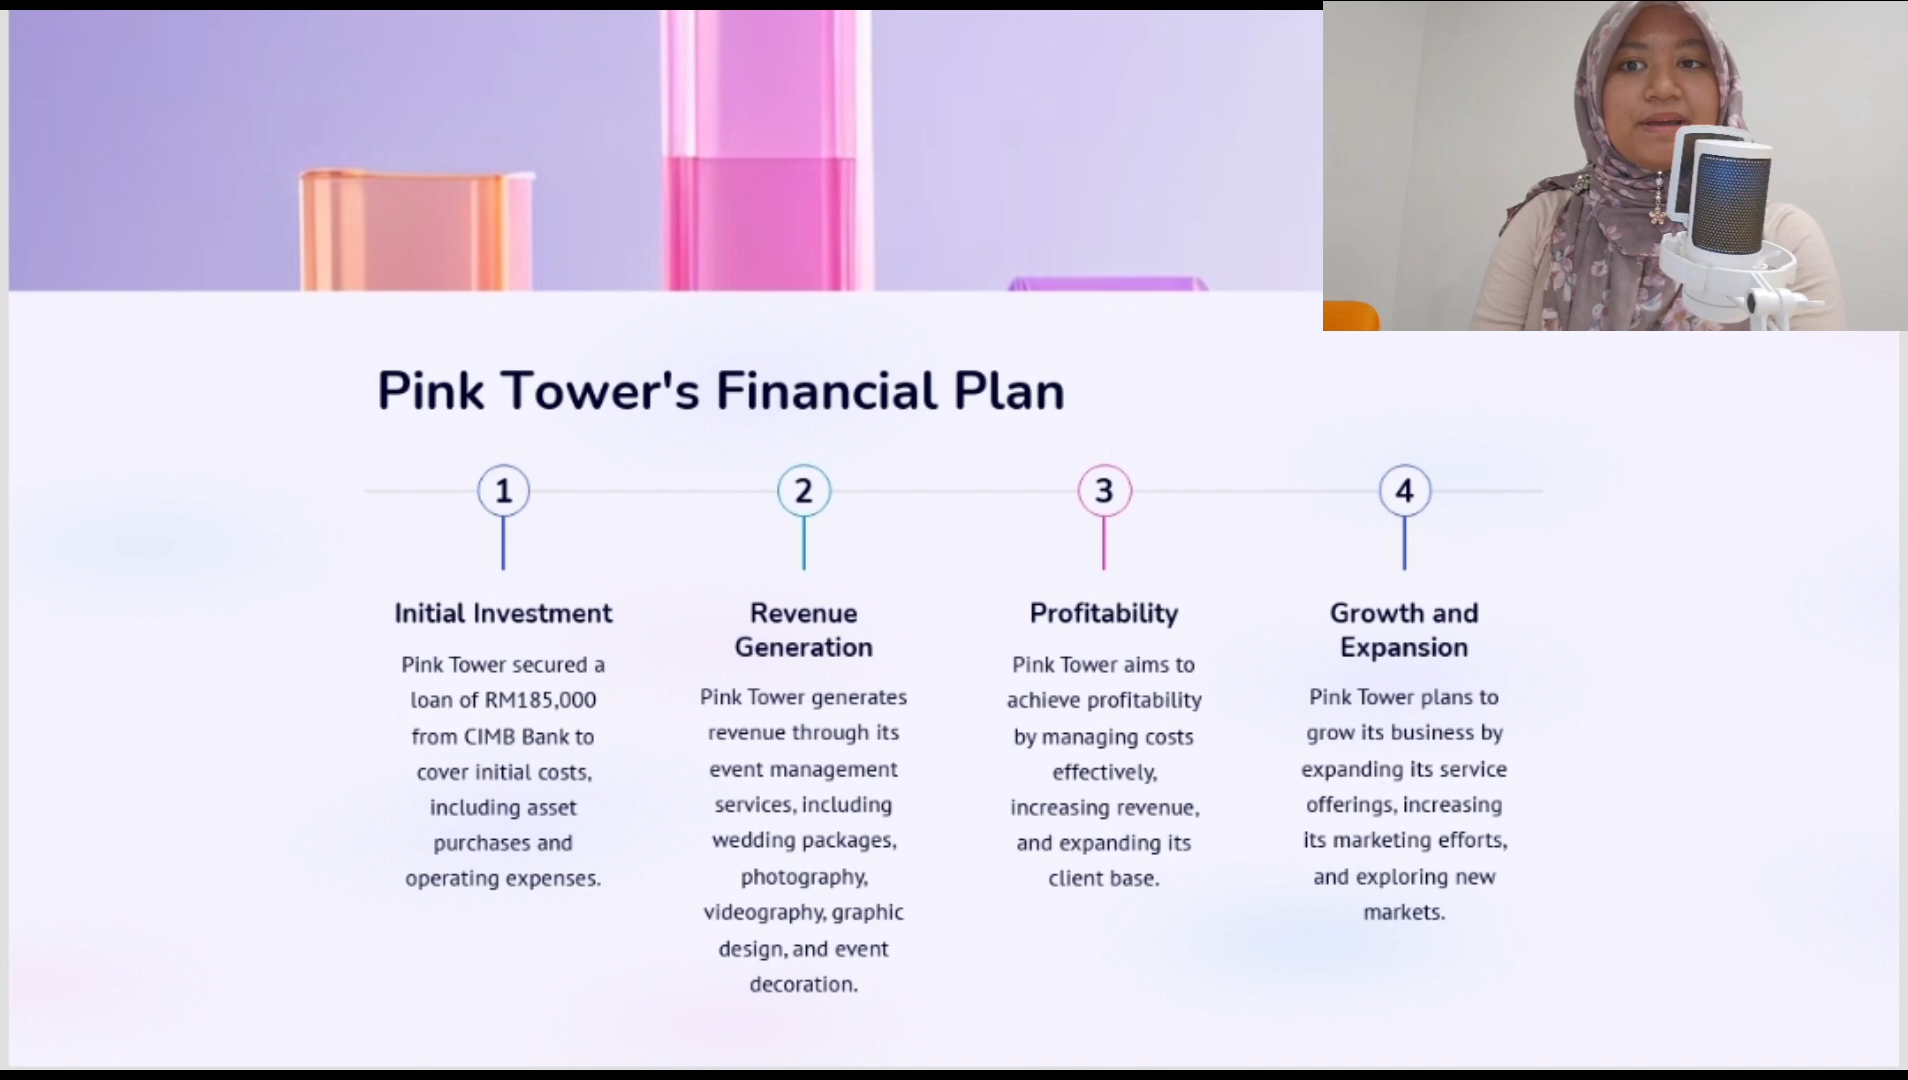 Pink Tower's Financial Plan
1
2
3
4
Initial Investment
Pink Tower secured a
loan of RM185,000
from CIMB Bank to
cover initial costs,
including asset
purchases and
operating expenses.
Revenue
Generation
Pink Tower generates
revenue through its
event management
services, including
wedding packages,
photography,
videography, graphic
design, and event
decoration.
Profitability
Pink Tower aims to
achieve profitability
by managing costs
effectively,
increasing revenue,
and expanding its
client base.
Growth and
Expansion
Pink Tower plans to
grow its business by
expanding its service
offerings, increasing
its marketing efforts,
and exploring new
markets.